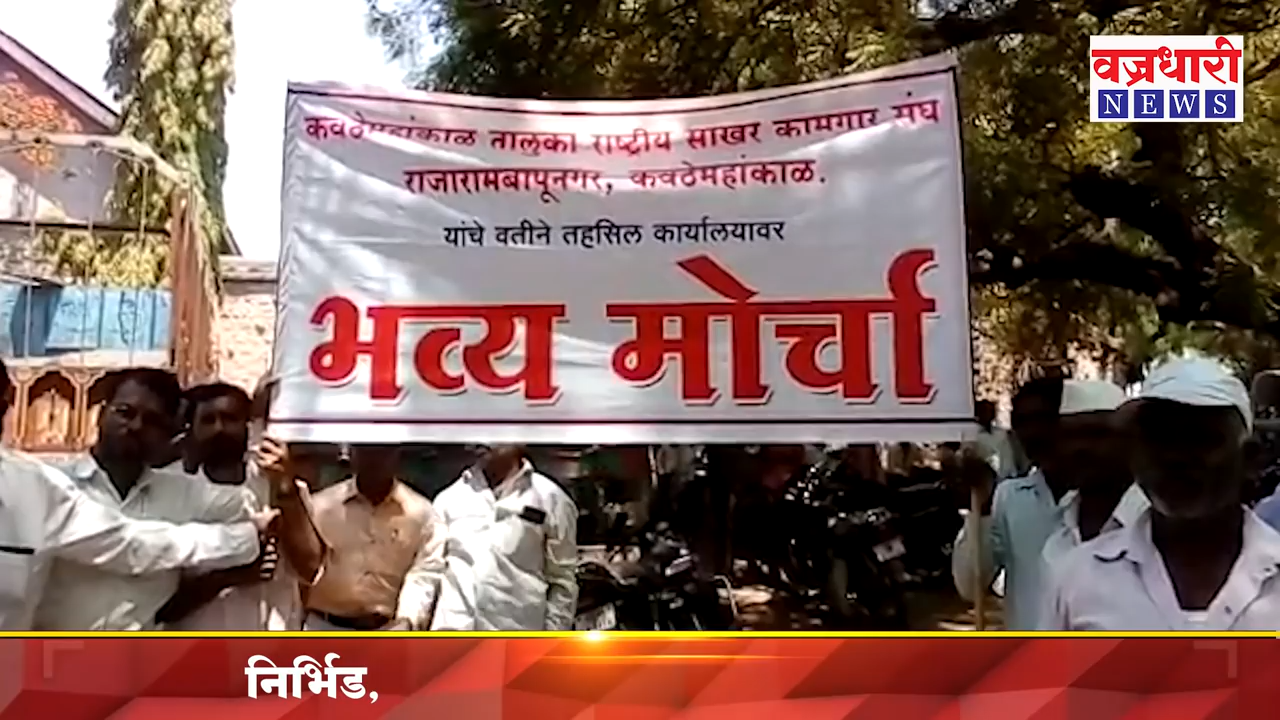 वज्रधारी
NEWS
कवठेमहांकाळ तालुका राष्ट्रीय साखर कामगार संघ
राजारामबापूनगर, कवठेमहांकाळ.
यांचे वतीने तहसिल कार्यालयावर
भव्य मोर्चा
निर्भिड,